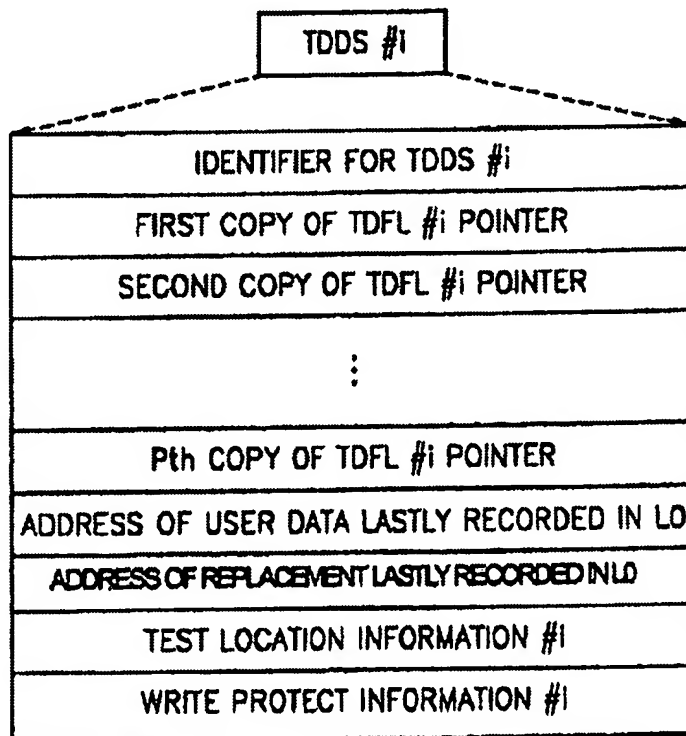 TDDS #i
IDENTIFIER FOR TDDS #i
FIRST COPY OF TDFL #i POINTER
SECOND COPY OF TDFL #i POINTER
⋮
Pth COPY OF TDFL #i POINTER
ADDRESS OF USER DATA LASTLY RECORDED IN L0
ADDRESS OF REPLACEMENT LASTLY RECORDED IN L0
TEST LOCATION INFORMATION #i
WRITE PROTECT INFORMATION #i